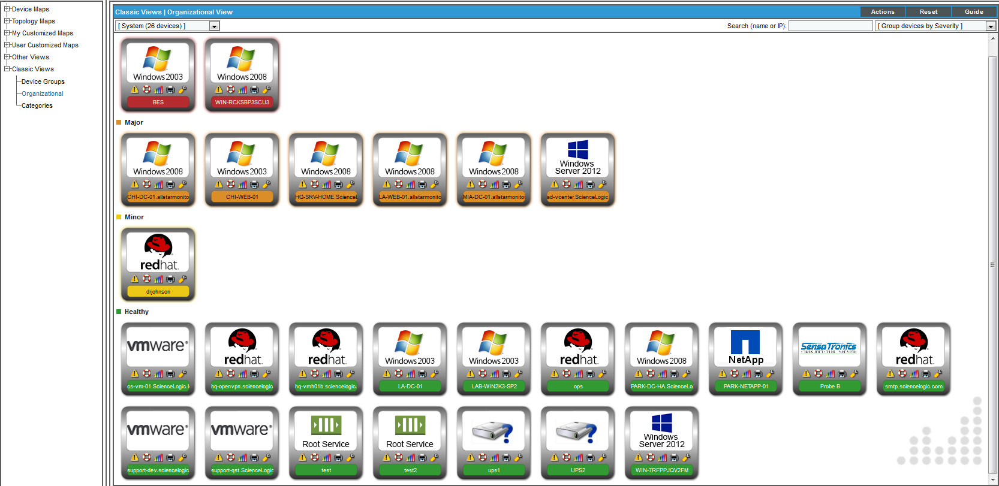 Device Maps
Topology Maps
My Customized Maps
User Customized Maps
Other Views
Classic Views
Device Groups
Organizational
Categories
Classic Views | Organizational View
Actions
Reset
Guide
[ System (26 devices) ]
Search (name or IP):
[ Group devices by Severity ]
Windows 2003
Windows 2008
BES
WIN-RCKSBP3SCU3
Major
Windows 2008
Windows 2003
Windows 2008
Windows 2008
Windows 2008
Windows
Server 2012
CHI-DC-01.allstarmonito
CHI-WEB-01
HQ-SRV-HOME.ScienceL
LA-WEB-01.allstarmonito
MIA-DC-01.allstarmonitor
sd-vcenter.ScienceLogic.
Minor
redhat.
drjohnson
Healthy
vmware
redhat.
redhat.
Windows 2003
Windows 2003
redhat.
Windows 2008
NetApp
SensaTronics
redhat.
cs-vm-01.ScienceLogic.l
hq-openvpn.sciencelogic
hq-vmh01b.sciencelogic.
LA-DC-01
LAB-WIN2K3-SP2
ops
PARK-DC-HA.ScienceLo
PARK-NETAPP-01
Probe B
smtp.sciencelogic.com
vmware
vmware
Root Service
Root Service
Windows
Server 2012
support-dev.sciencelogic
support-qst.ScienceLogic
test
test2
ups1
UPS2
WIN-7RFPPJQV2FM